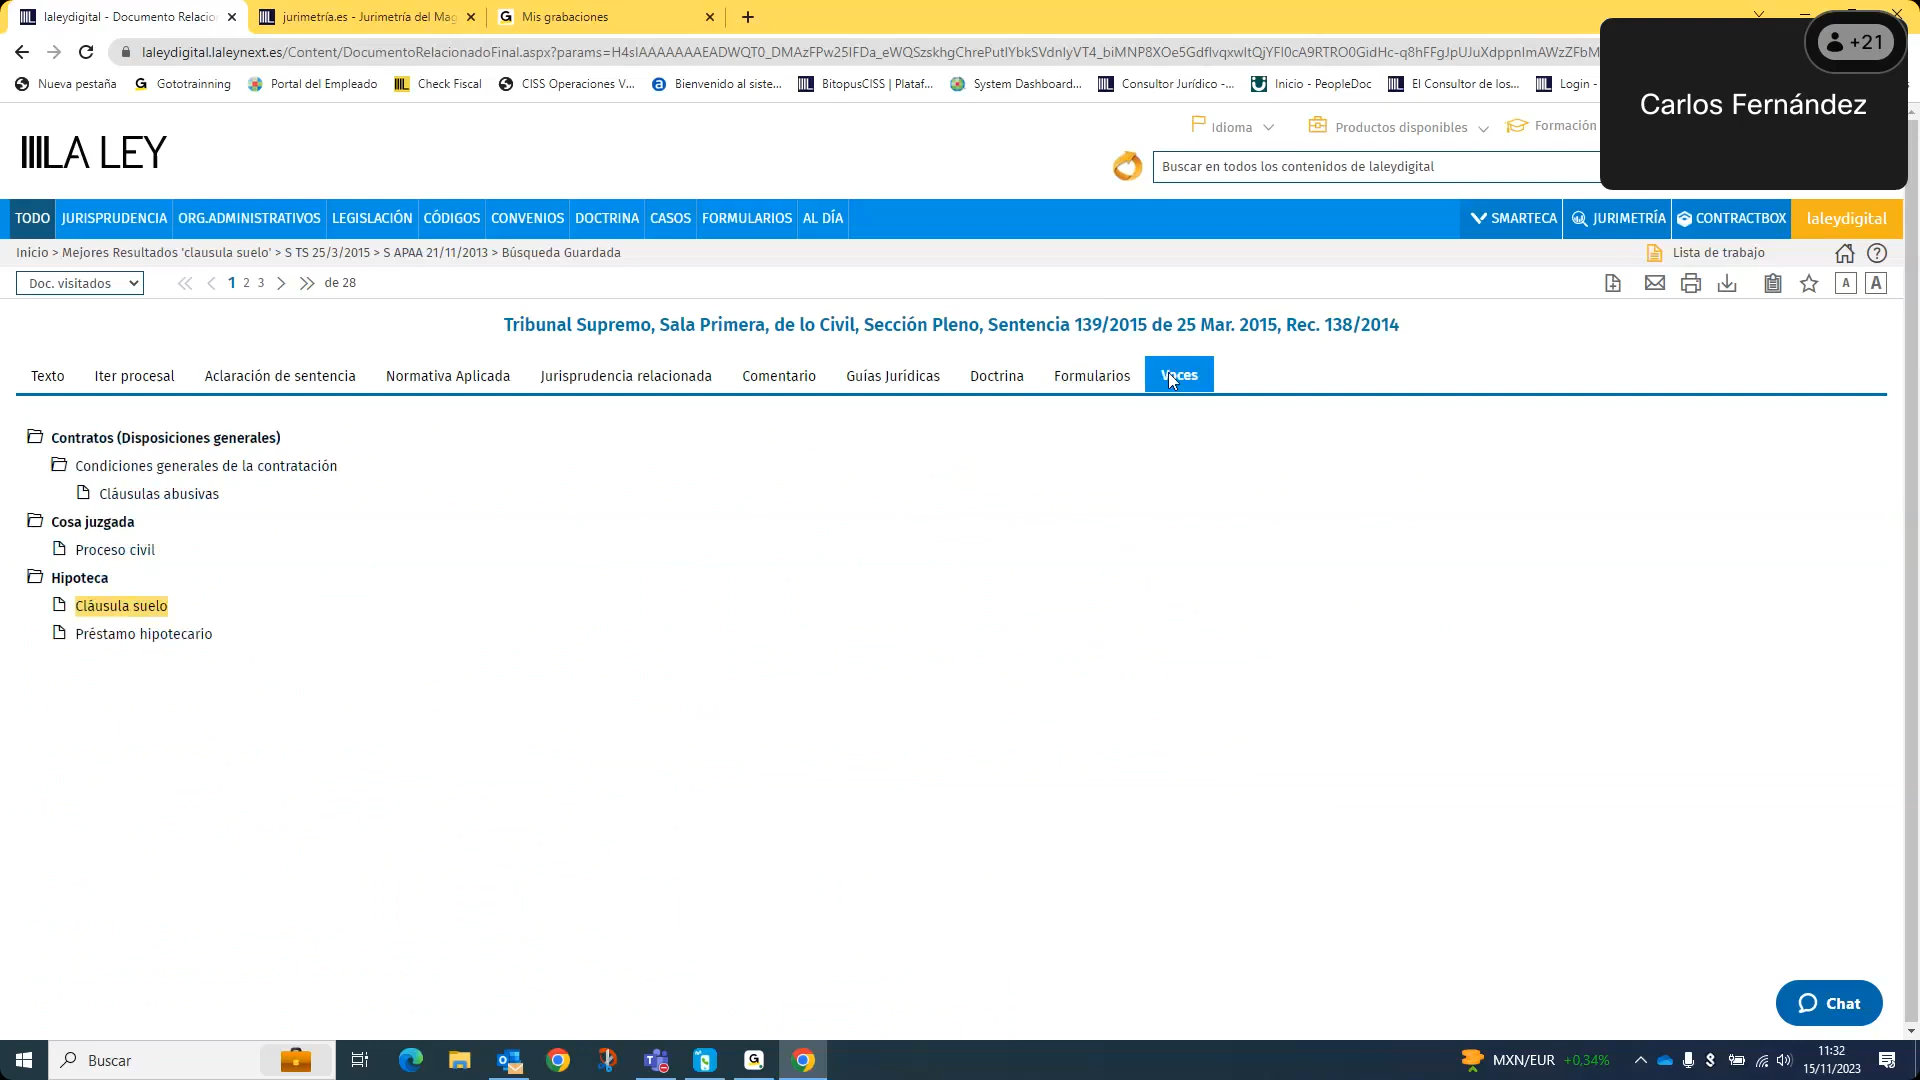 laleydigital - Documento Relacio
jurimetría.es - Jurimetría del Mag
Mis grabaciones
laleydigital.laleynext.es/Content/DocumentoRelacionadoFinal.aspx?params=
+21
Carlos Fernández
Nueva pestaña
Gototrainning
Portal del Empleado
Check Fiscal
CISS Operaciones V...
Bienvenido al siste...
BitopusCISS | Plataf...
System Dashboard...
Consultor Jurídico -...
Inicio - PeopleDoc
El Consultor de los...
Login -
LA LEY
Idioma
Productos disponibles
Formación
Buscar en todos los contenidos de laleydigital
TODO JURISPRUDENCIA ORG.ADMINISTRATIVOS LEGISLACIÓN CÓDIGOS CONVENIOS DOCTRINA CASOS FORMULARIOS AL DÍA SMARTECA JURIMETRÍA CONTRACTBOX laleydigital
Inicio > Mejores Resultados 'clausula suelo' > S TS 25/3/2015 > S APAA 21/11/2013 > Búsqueda Guardada
Lista de trabajo
Doc. visitados
1 2 3 de 28
A A
Tribunal Supremo, Sala Primera, de lo Civil, Sección Pleno, Sentencia 139/2015 de 25 Mar. 2015, Rec. 138/2014
Texto Iter procesal Aclaración de sentencia Normativa Aplicada Jurisprudencia relacionada Comentario Guías Jurídicas Doctrina Formularios Voces
Contratos (Disposiciones generales)
Condiciones generales de la contratación
Cláusulas abusivas
Cosa juzgada
Proceso civil
Hipoteca
Cláusula suelo
Préstamo hipotecario
Chat
Buscar
MXN/EUR +0,34%
11:32
15/11/2023